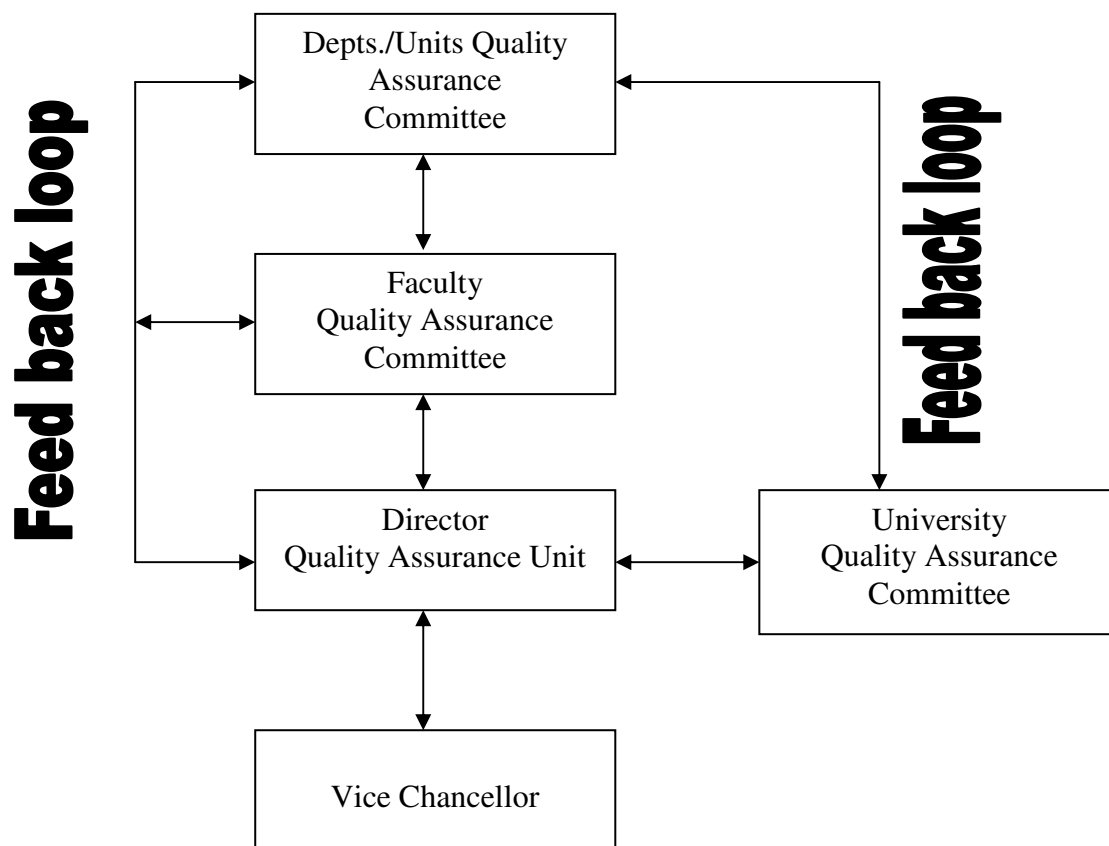 Depts./Units Quality
Assurance
Committee
Feed back loop
Feed back loop
Faculty
Quality Assurance
Committee
Director
Quality Assurance Unit
University
Quality Assurance
Committee
Vice Chancellor